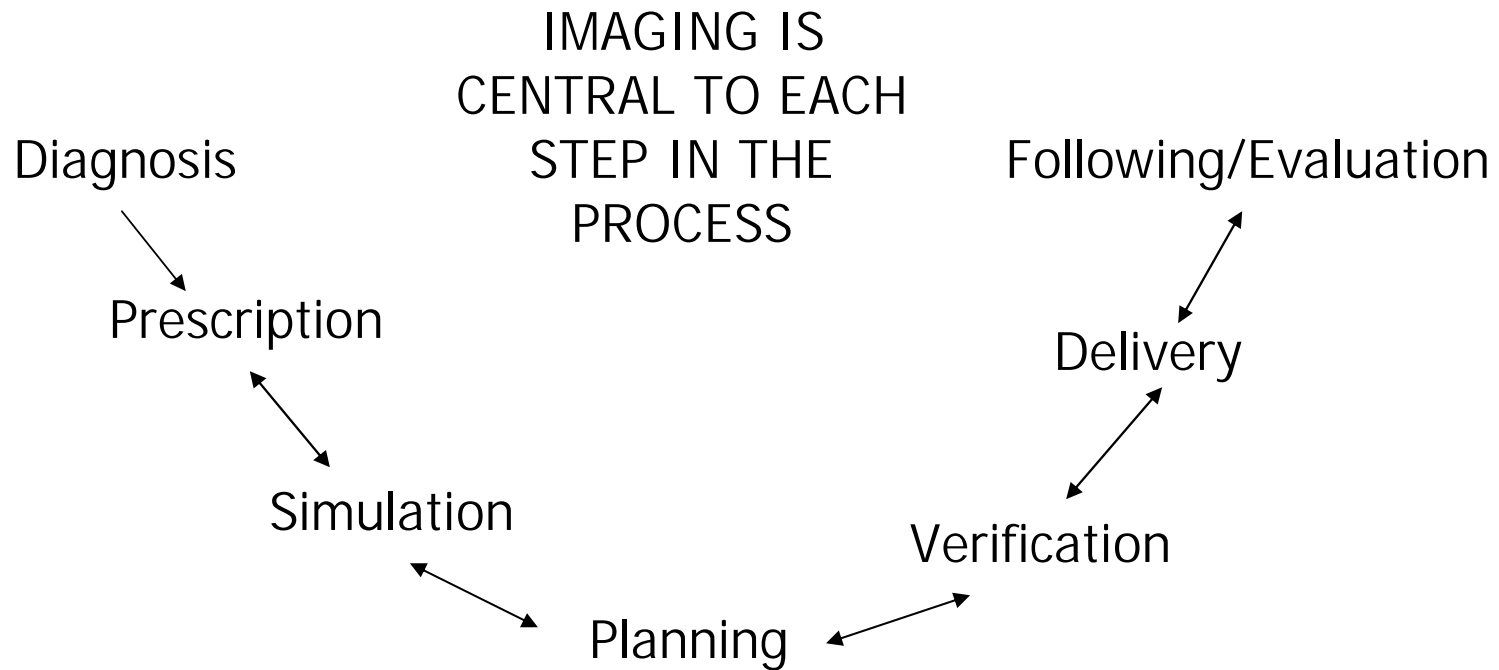 IMAGING IS
CENTRAL TO EACH
STEP IN THE
PROCESS
Diagnosis
Prescription
Simulation
Planning
Verification
Delivery
Following/Evaluation